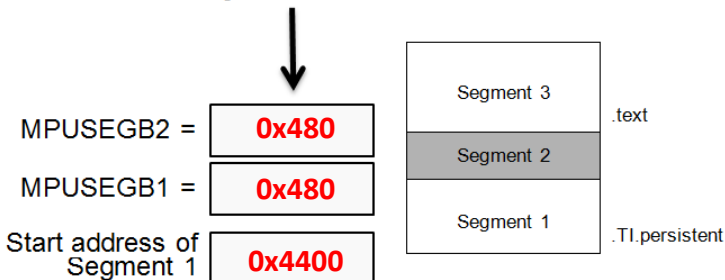 MPUSEGB2 = 0x480
MPUSEGB1 = 0x480
Start address of
Segment 1 0x4400
Segment 3
.text
Segment 2
Segment 1
.TI.persistent